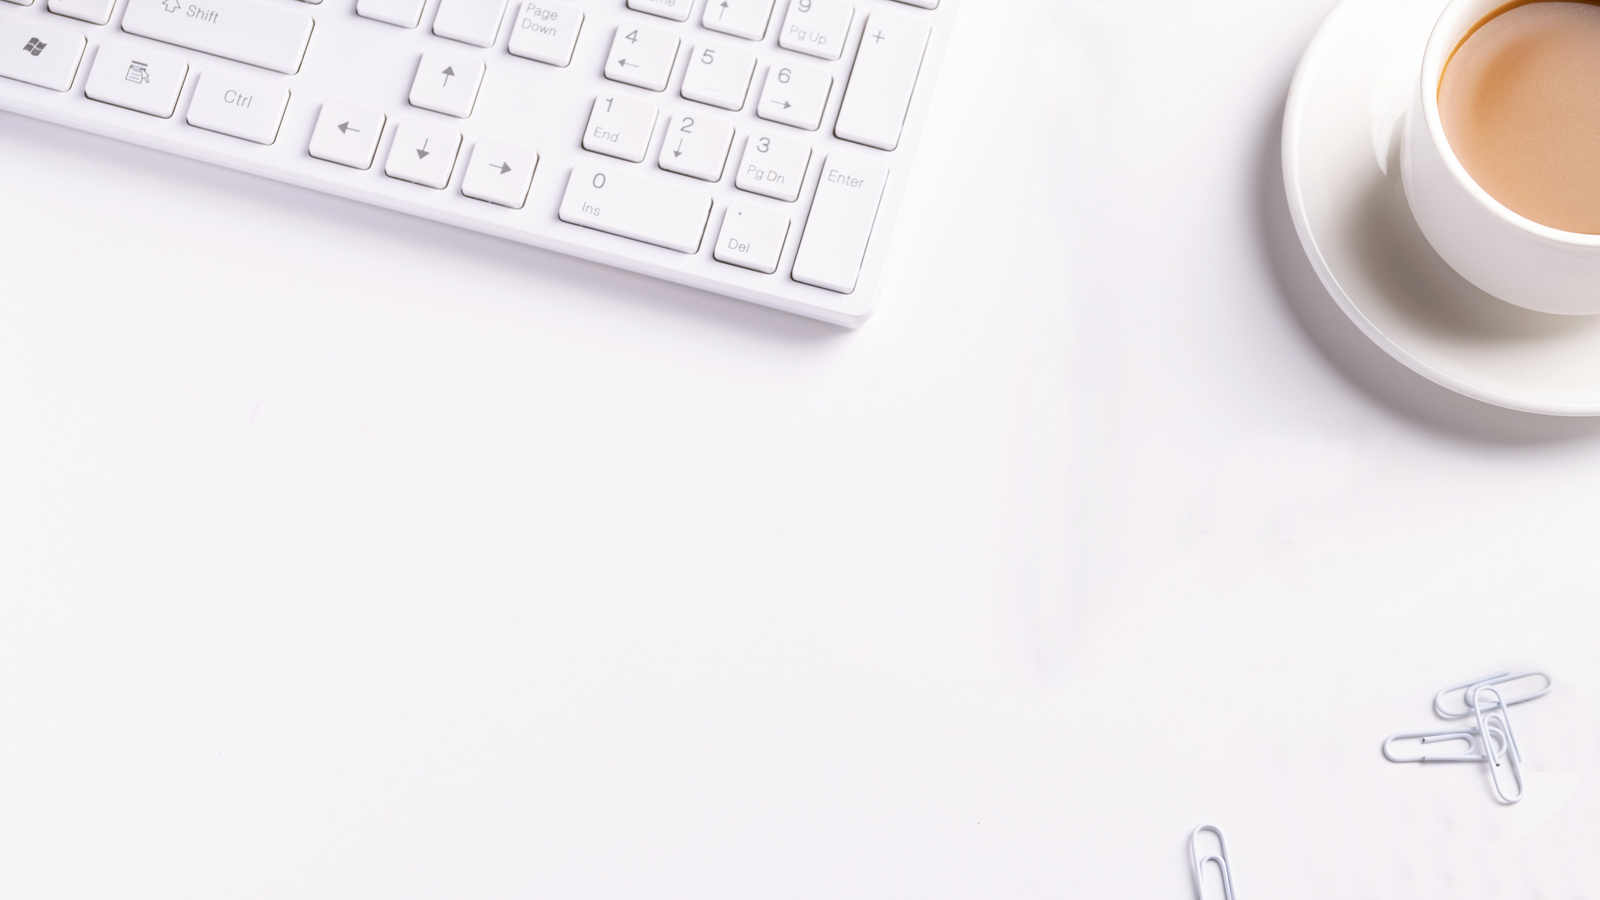 Shift
Page
Down
9
Pg Up
+
4
5
6
Ctrl
1
End
2
3
Pg Dn
Enter
0
Ins
.
Del